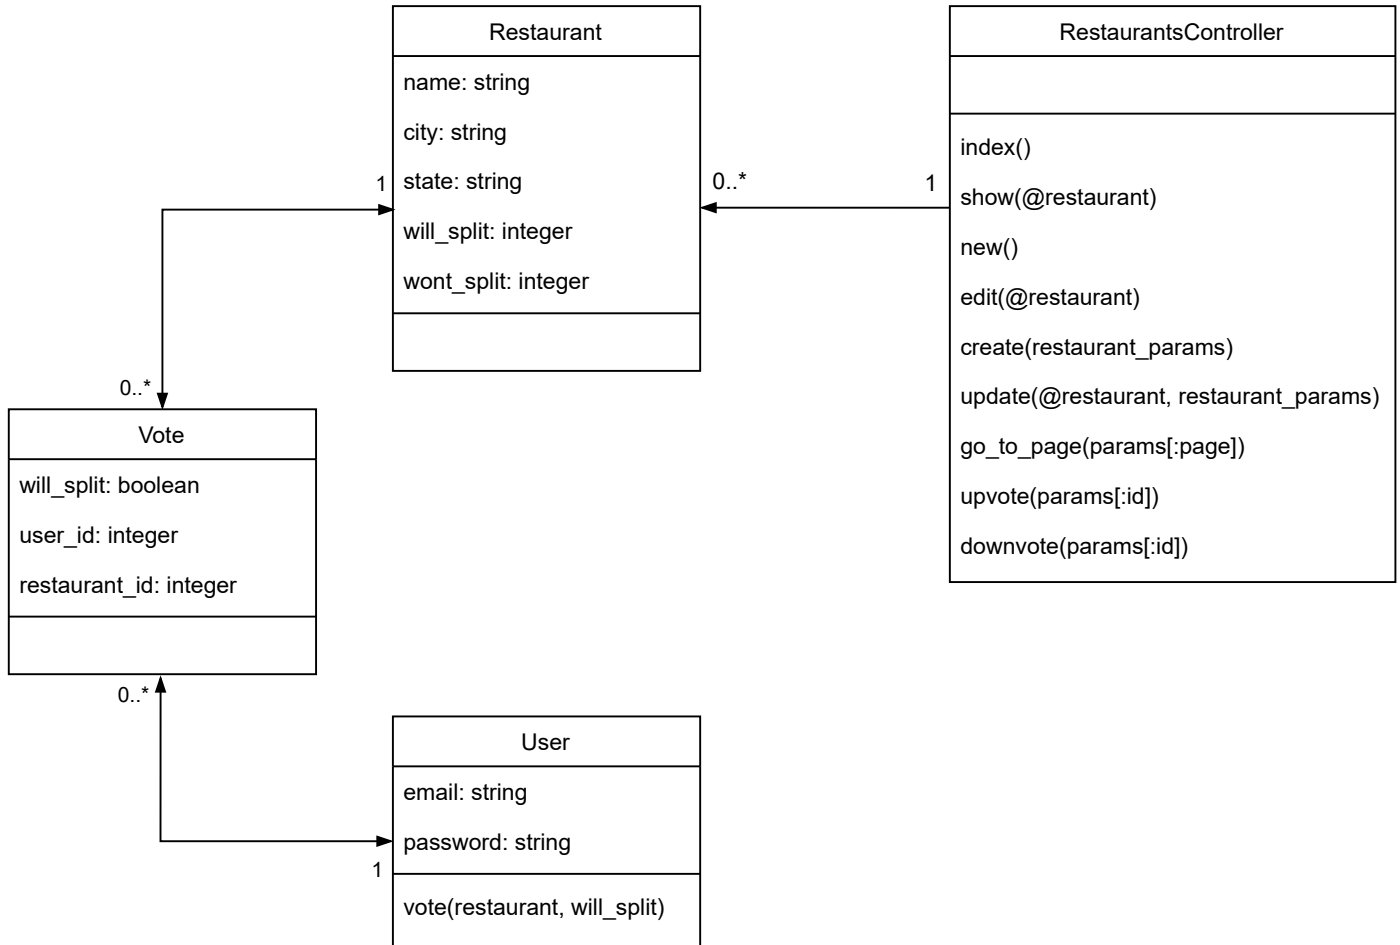 Restaurant
name: string
city: string
state: string
will_split: integer
wont_split: integer
RestaurantsController
index()
show(@restaurant)
new()
edit(@restaurant)
create(restaurant_params)
update(@restaurant, restaurant_params)
go_to_page(params[:page])
upvote(params[:id])
downvote(params[:id])
0..*
1
1
0..*
Vote
will_split: boolean
user_id: integer
restaurant_id: integer
0..*
1
User
email: string
password: string
vote(restaurant, will_split)